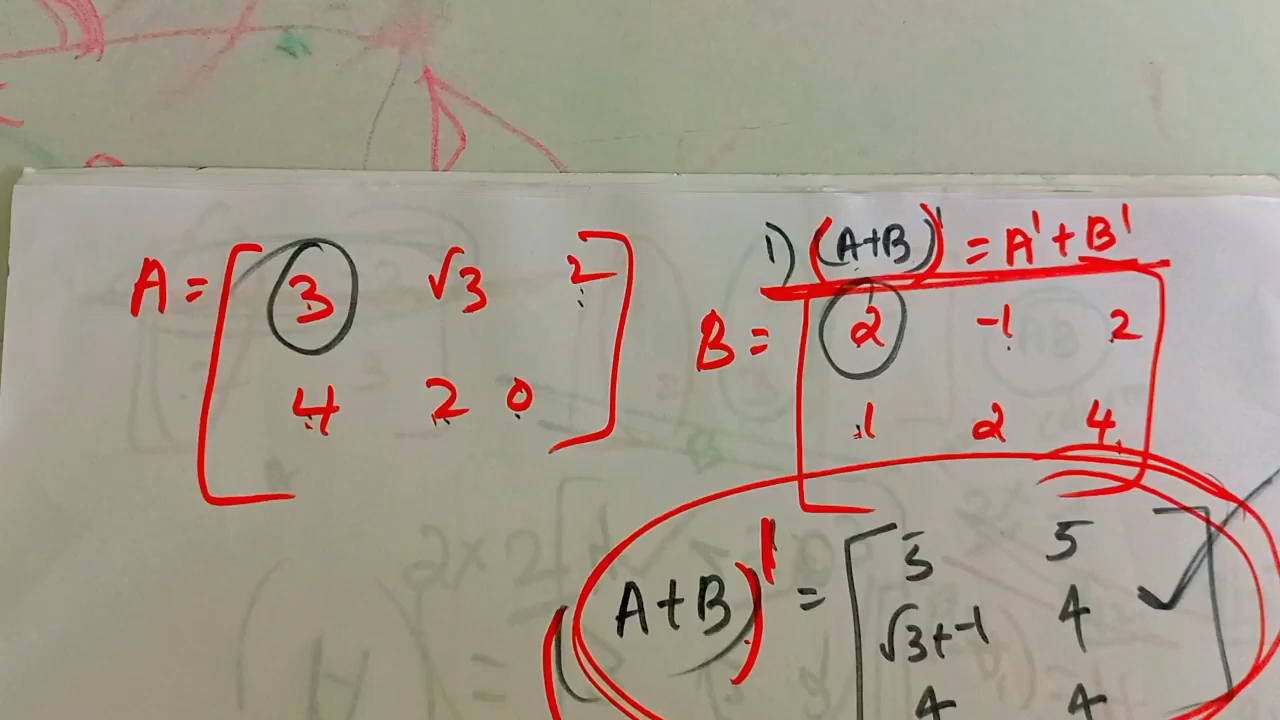 1) (A+B)' = A' + B'
A = [ 3 √3 2
4 2 0 ]
B = [ 2 -1 2
1 2 4 ]
(A+B)' = [ 5 5
√3+-1 4
4 4